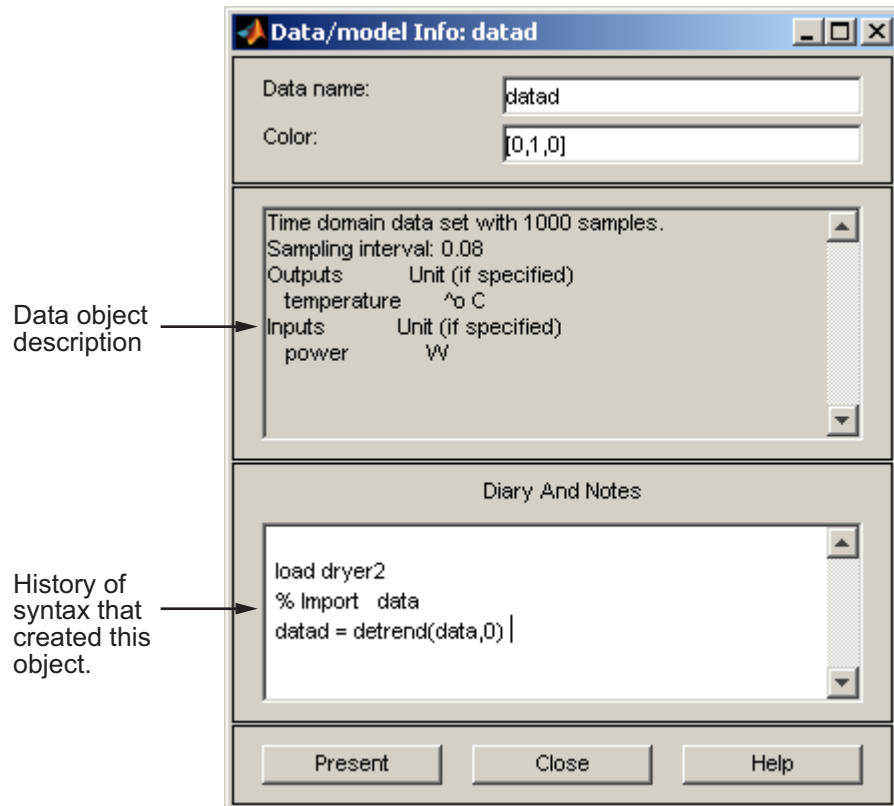 Data/model Info: datad
Data name:
datad
Color:
[0,1,0]
Time domain data set with 1000 samples.
Sampling interval: 0.08
Outputs Unit (if specified)
temperature ^o C
Inputs Unit (if specified)
power W
Data object
description
Diary And Notes
load dryer2
% Import data
datad = detrend(data,0)
History of
syntax that
created this
object.
Present Close Help